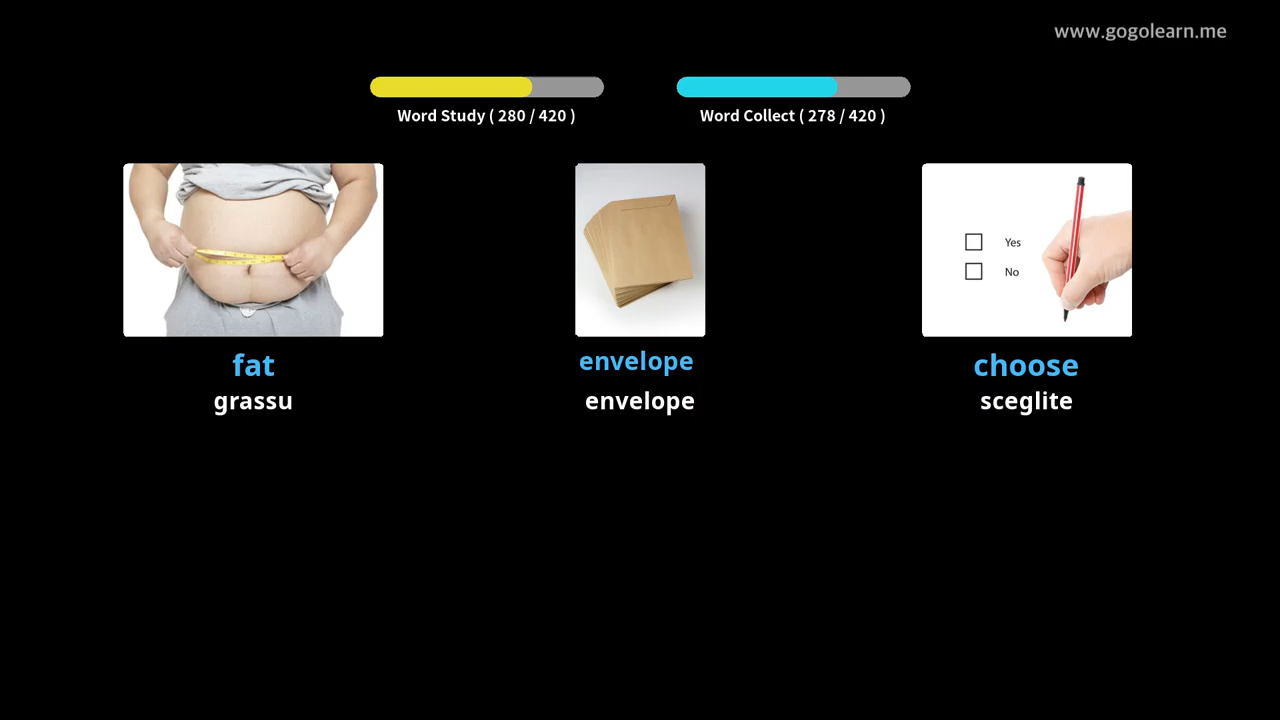 www.gogolearn.me
Word Study ( 280 / 420 )
Word Collect ( 278 / 420 )
Yes
No
fat
envelope
choose
grassu
envelope
sceglite